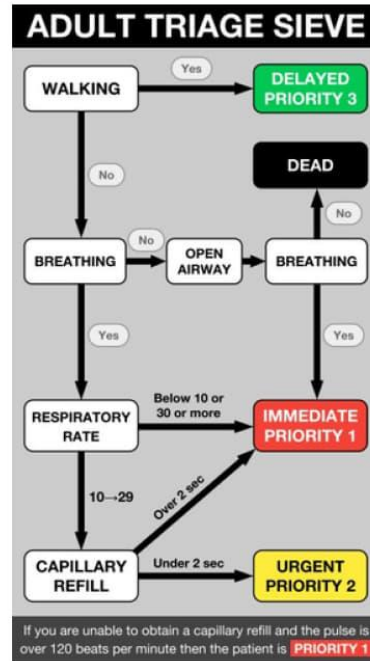 ADULT TRIAGE SIEVE
Yes
WALKING
DELAYED
PRIORITY 3
No
DEAD
No
No
BREATHING
OPEN
AIRWAY
BREATHING
Yes
Yes
RESPIRATORY
RATE
Below 10 or
30 or more
IMMEDIATE
PRIORITY 1
10→29
Over 2 sec
CAPILLARY
REFILL
Under 2 sec
URGENT
PRIORITY 2
If you are unable to obtain a capillary refill and the pulse is
over 120 beats per minute then the patient is PRIORITY 1